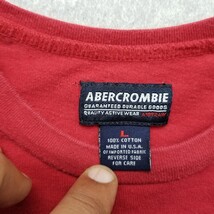 ABERCROMBIE
GUARANTEED DURABLE GOODS
QUALITY ACTIVE WEAR
L
100% COTTON
MADE IN U.S.A.
OF IMPORTED FABRIC
REVERSE SIDE
FOR CARE